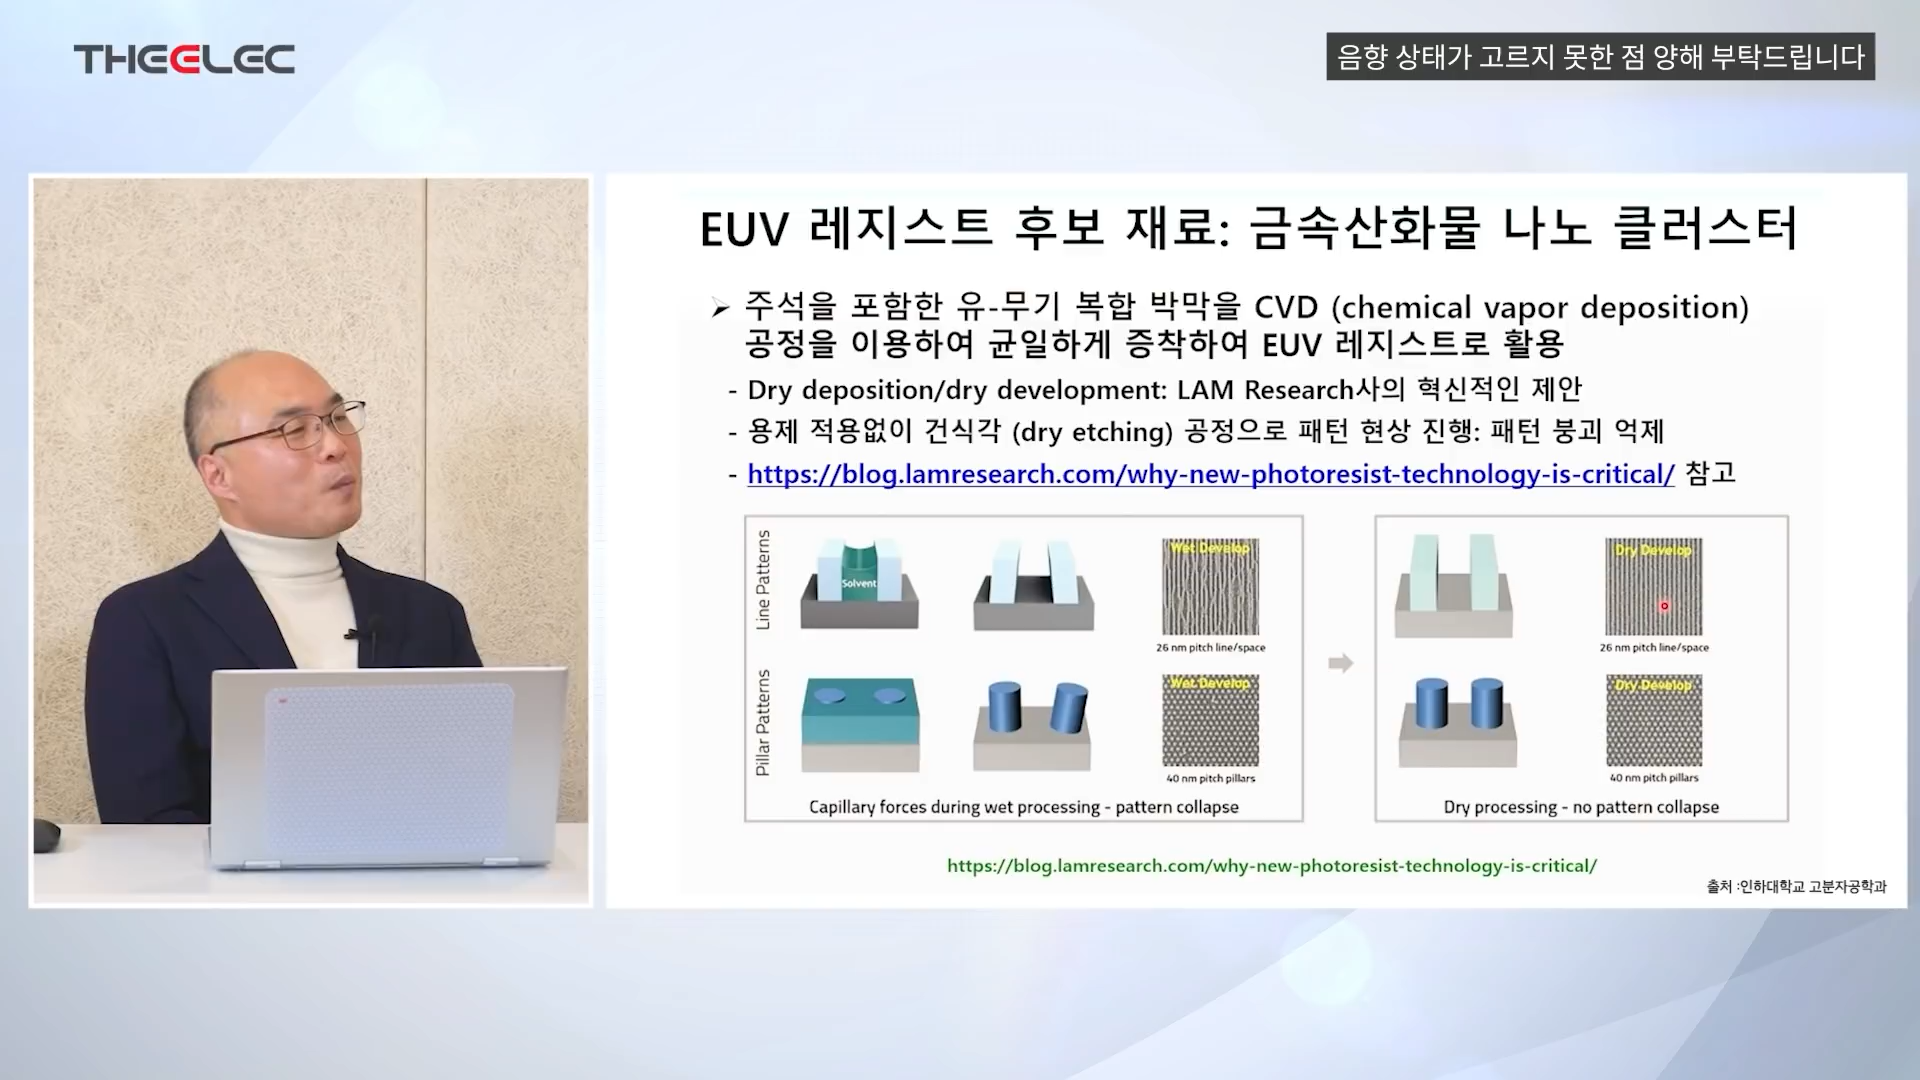 THEELEC
음향 상태가 고르지 못한 점 양해 부탁드립니다
EUV 레지스트 후보 재료: 금속산화물 나노 클러스터
➢ 주석을 포함한 유-무기 복합 박막을 CVD (chemical vapor deposition)
공정을 이용하여 균일하게 증착하여 EUV 레지스트로 활용
- Dry deposition/dry development: LAM Research사의 혁신적인 제안
- 용제 적용없이 건식각 (dry etching) 공정으로 패턴 현상 진행: 패턴 붕괴 억제
- https://blog.lamresearch.com/why-new-photoresist-technology-is-critical/ 참고
Line Patterns
Solvent
Wet Develop
26 nm pitch line/space
Pillar Patterns
Wet Develop
40 nm pitch pillars
Capillary forces during wet processing - pattern collapse
Dry Develop
26 nm pitch line/space
Dry Develop
40 nm pitch pillars
Dry processing - no pattern collapse
https://blog.lamresearch.com/why-new-photoresist-technology-is-critical/
출처 :인하대학교 고분자공학과